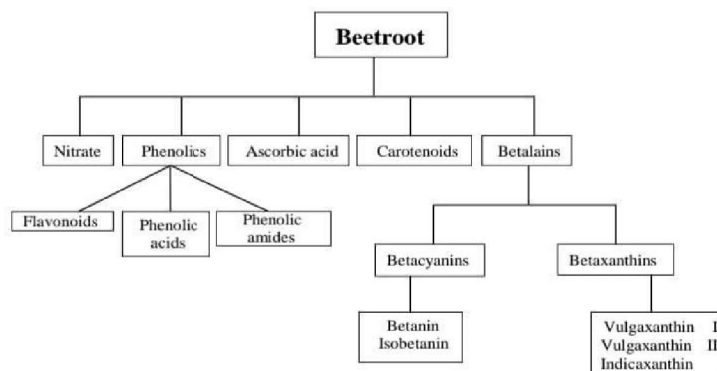 Beetroot
Nitrate
Phenolics
Ascorbic acid
Carotenoids
Betalains
Flavonoids
Phenolic
acids
Phenolic
amides
Betacyanins
Betaxanthins
Betanin
Isobetanin
Vulgaxanthin I
Vulgaxanthin II
Indicaxanthin